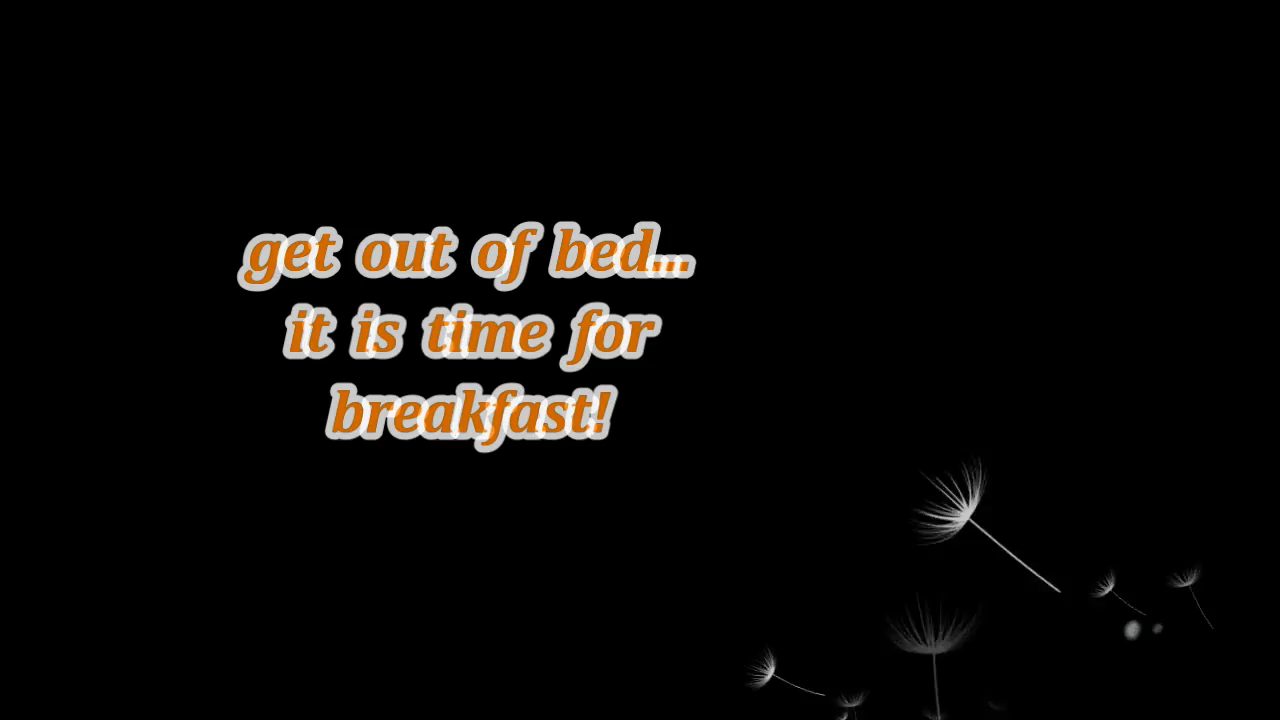 get out of bed...
it is time for
breakfast!